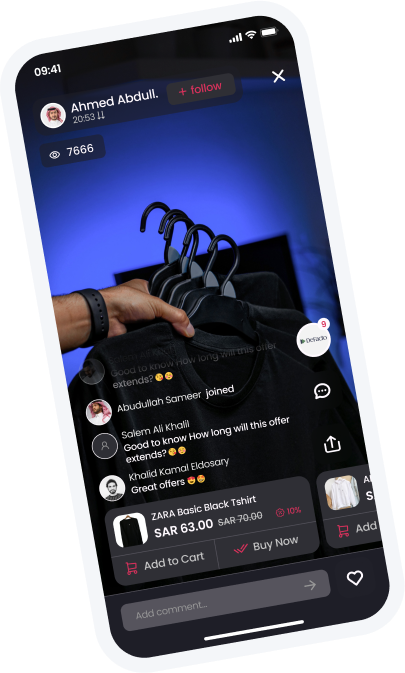 09:41
Ahmed Abdull.
+ follow
20:53
7666
9
DeFacto
Good to know How long will this offer
extends? 😘😍
Abudullah Sameer joined
Salem Ali Khalil
Good to know How long will this offer
extends? 😘😍
Khalid Kamal Eldosary
Great offers 😍😍
ZARA Basic Black Tshirt
SAR 63.00 SAR 70.00 10%
Add to Cart
Buy Now
Add
Add comment...